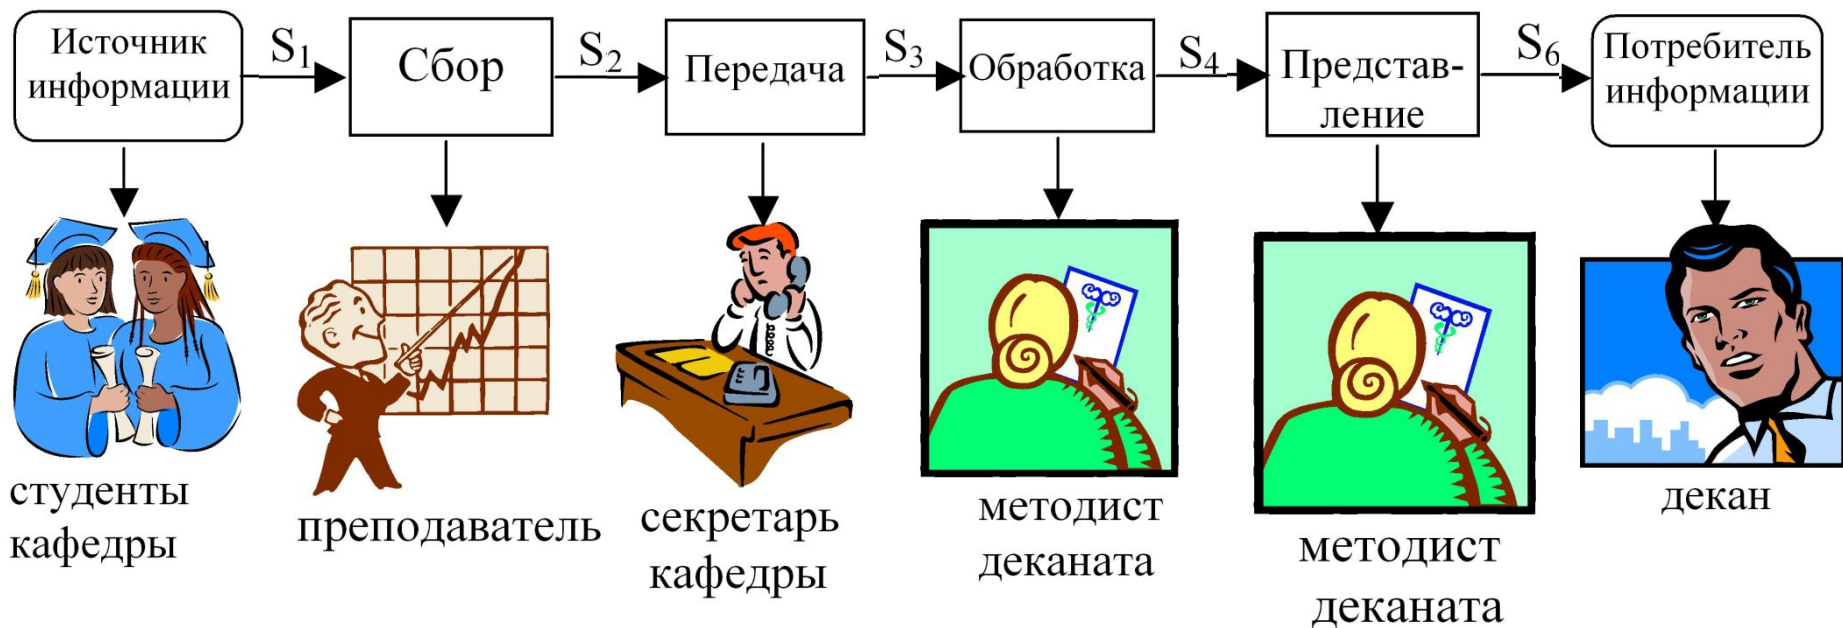 Источник
информации
S1
Сбор
S2
Передача
S3
Обработка
S4
Представ-
ление
S6
Потребитель
информации
студенты
кафедры
преподаватель
секретарь
кафедры
методист
деканата
методист
деканата
декан